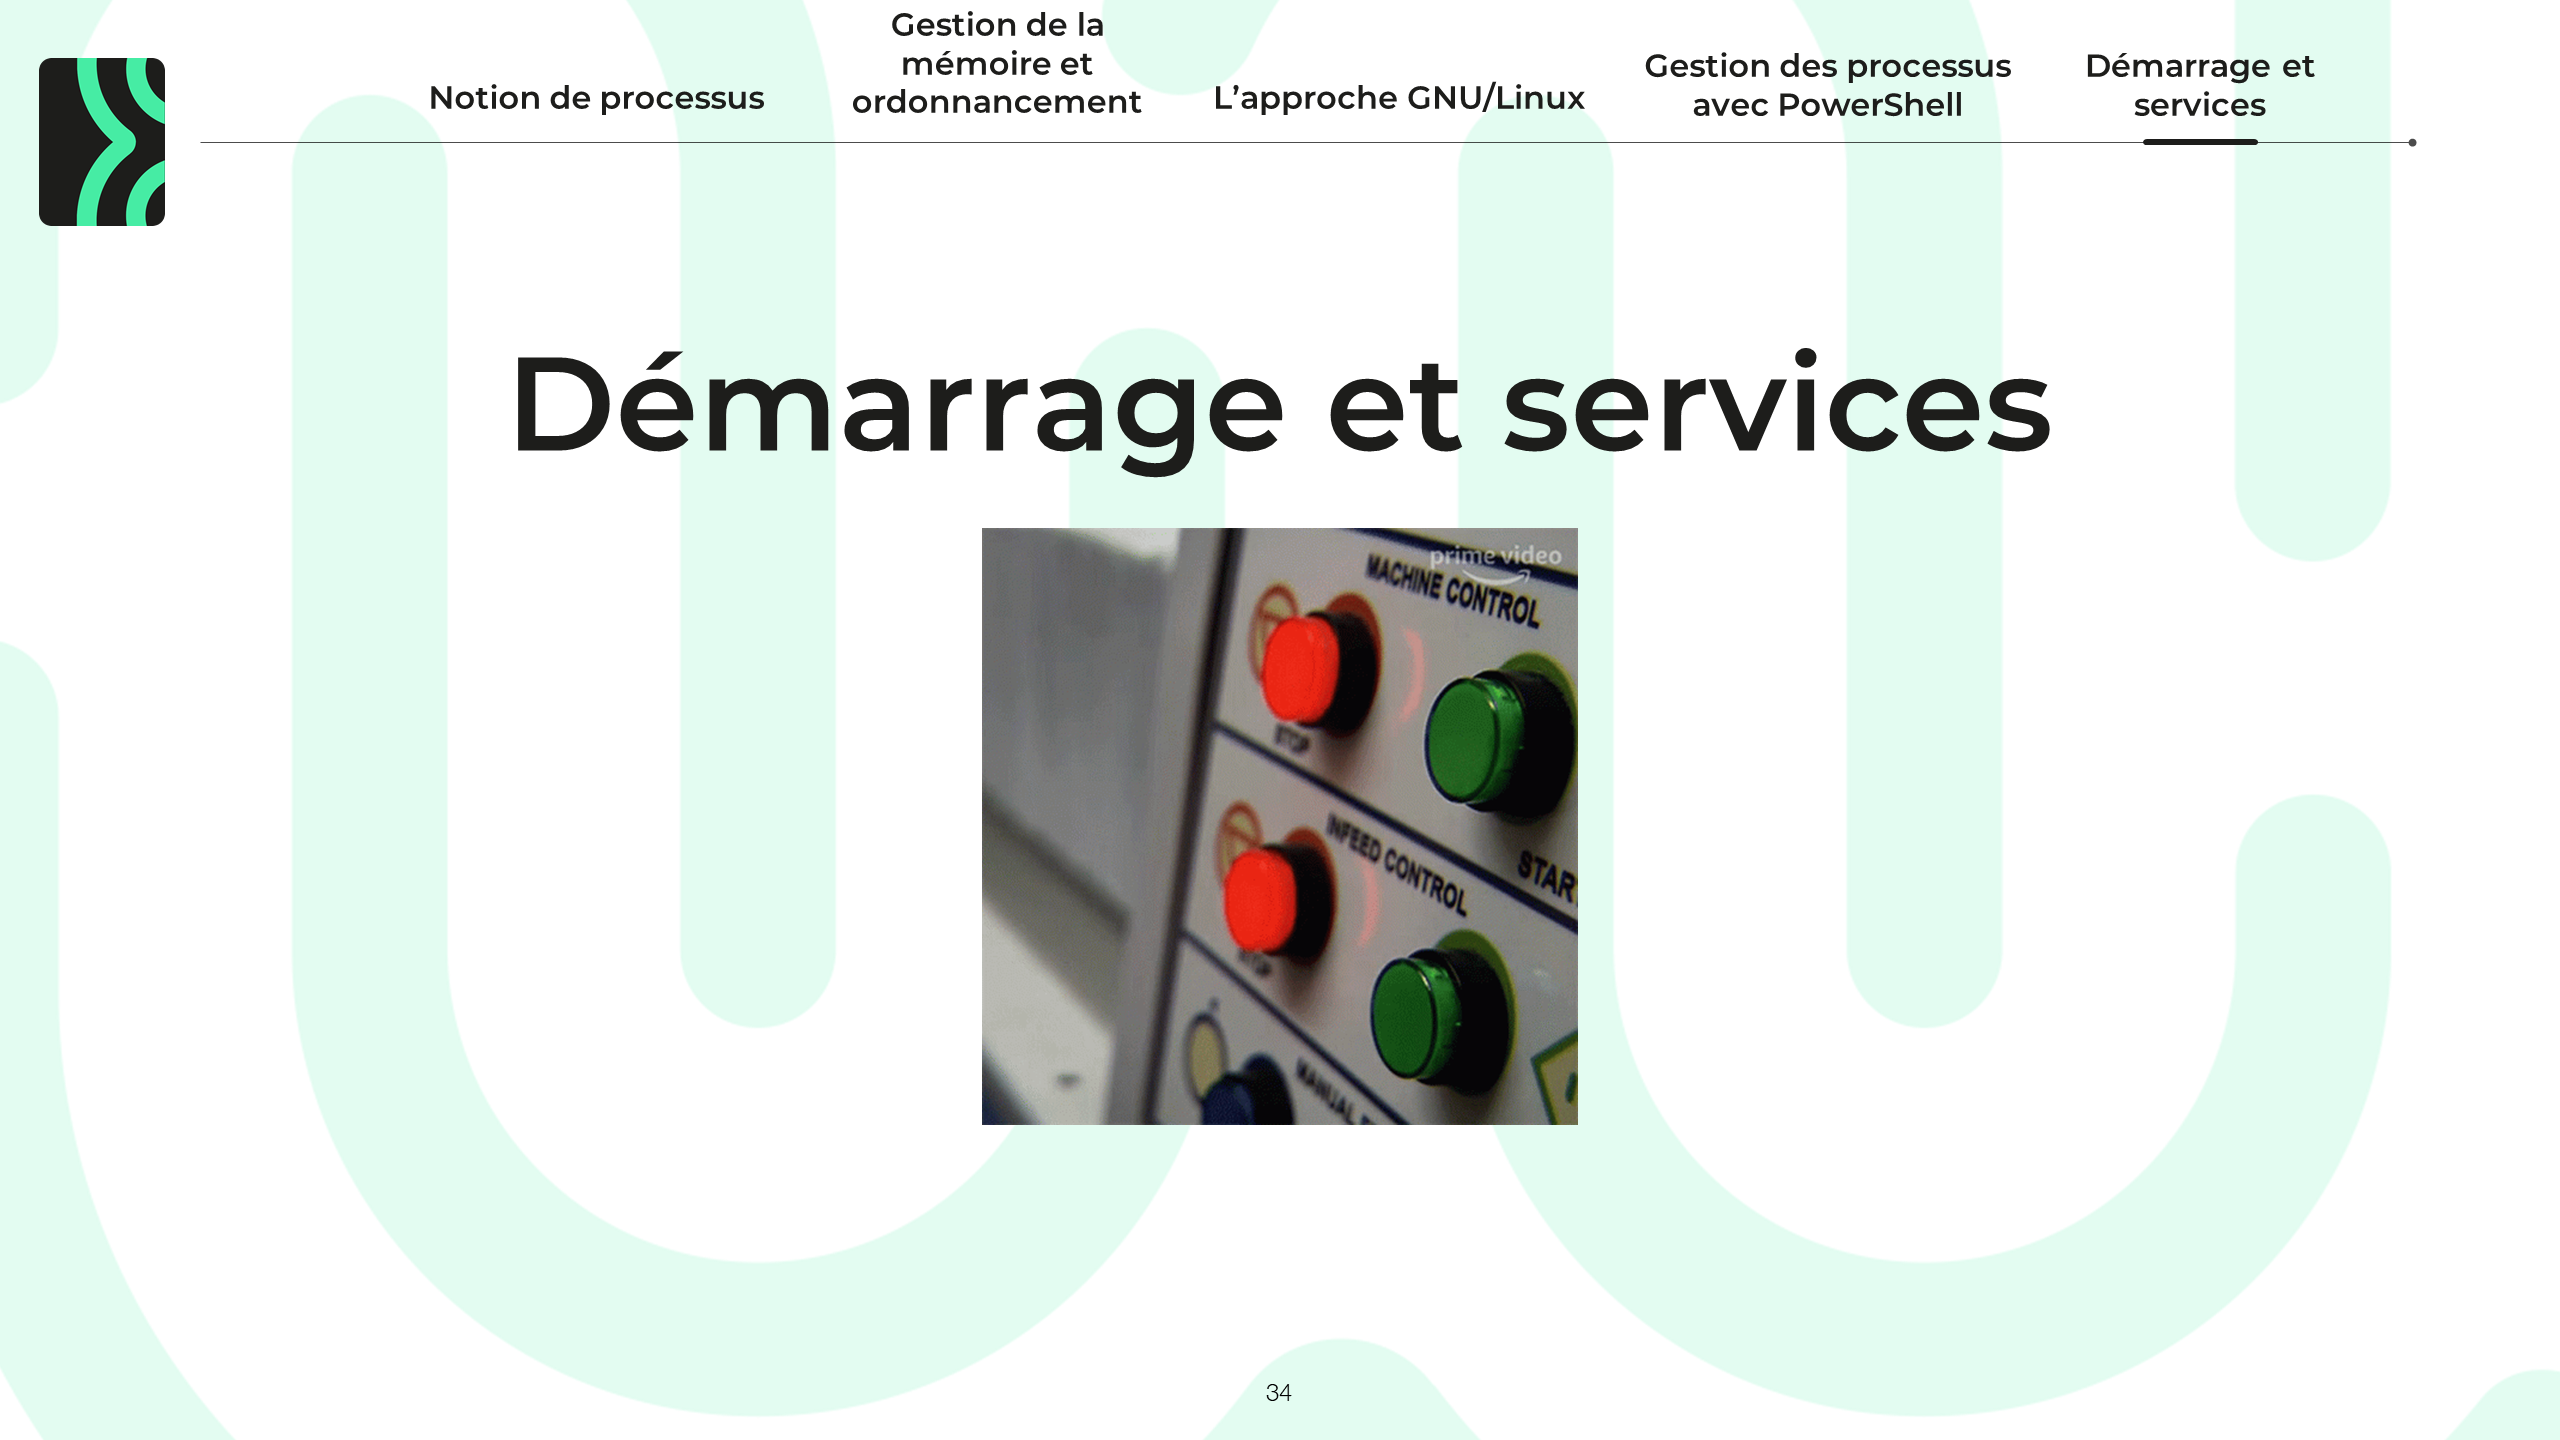 Notion de processus
Gestion de la
mémoire et
ordonnancement
L’approche GNU/Linux
Gestion des processus
avec PowerShell
Démarrage et
services
Démarrage et services
prime video
MACHINE CONTROL
STOP
START
INFEED CONTROL
STOP
MANUAL
34